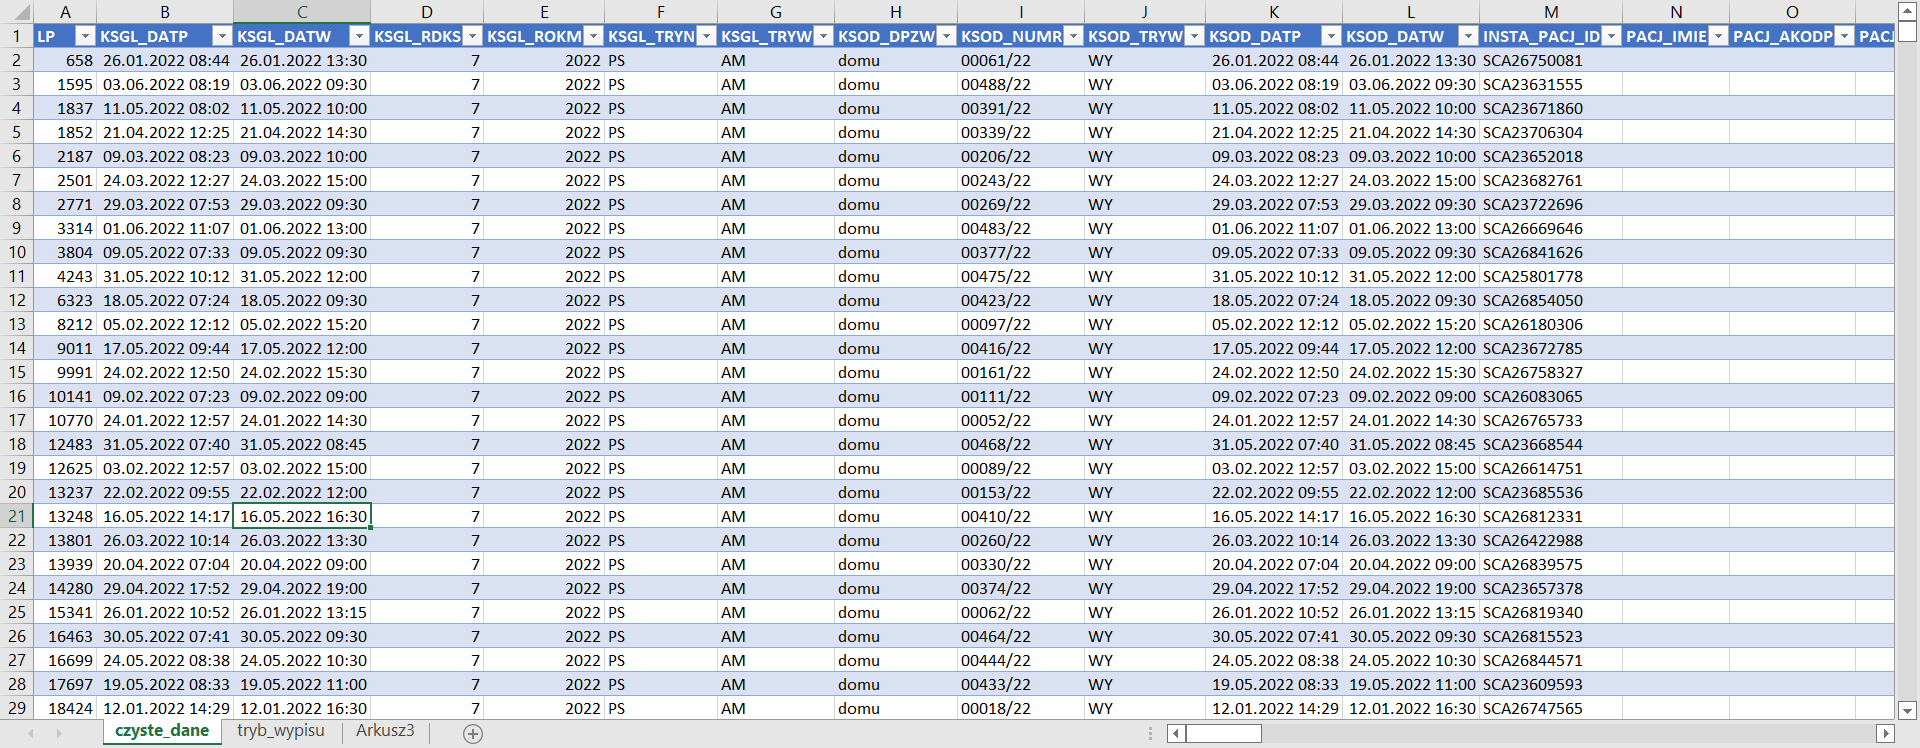 A B C D E F G H I J K L M N O
1 LP KSGL_DATP KSGL_DATW KSGL_RDKS KSGL_ROKM KSGL_TRYN KSGL_TRYW KSOD_DPZW KSOD_NUMR KSOD_TRYW KSOD_DATP KSOD_DATW INSTA_PACJ_ID PACJ_IMIE PACJ_AKODP PACJ
2 658 26.01.2022 08:44 26.01.2022 13:30 7 2022 PS AM domu 00061/22 WY 26.01.2022 08:44 26.01.2022 13:30 SCA26750081
3 1595 03.06.2022 08:19 03.06.2022 09:30 7 2022 PS AM domu 00488/22 WY 03.06.2022 08:19 03.06.2022 09:30 SCA23631555
4 1837 11.05.2022 08:02 11.05.2022 10:00 7 2022 PS AM domu 00391/22 WY 11.05.2022 08:02 11.05.2022 10:00 SCA23671860
5 1852 21.04.2022 12:25 21.04.2022 14:30 7 2022 PS AM domu 00339/22 WY 21.04.2022 12:25 21.04.2022 14:30 SCA23706304
6 2187 09.03.2022 08:23 09.03.2022 10:00 7 2022 PS AM domu 00206/22 WY 09.03.2022 08:23 09.03.2022 10:00 SCA23652018
7 2501 24.03.2022 12:27 24.03.2022 15:00 7 2022 PS AM domu 00243/22 WY 24.03.2022 12:27 24.03.2022 15:00 SCA23682761
8 2771 29.03.2022 07:53 29.03.2022 09:30 7 2022 PS AM domu 00269/22 WY 29.03.2022 07:53 29.03.2022 09:30 SCA23722696
9 3314 01.06.2022 11:07 01.06.2022 13:00 7 2022 PS AM domu 00483/22 WY 01.06.2022 11:07 01.06.2022 13:00 SCA26669646
10 3804 09.05.2022 07:33 09.05.2022 09:30 7 2022 PS AM domu 00377/22 WY 09.05.2022 07:33 09.05.2022 09:30 SCA26841626
11 4243 31.05.2022 10:12 31.05.2022 12:00 7 2022 PS AM domu 00475/22 WY 31.05.2022 10:12 31.05.2022 12:00 SCA25801778
12 6323 18.05.2022 07:24 18.05.2022 09:30 7 2022 PS AM domu 00423/22 WY 18.05.2022 07:24 18.05.2022 09:30 SCA26854050
13 8212 05.02.2022 12:12 05.02.2022 15:20 7 2022 PS AM domu 00097/22 WY 05.02.2022 12:12 05.02.2022 15:20 SCA26180306
14 9011 17.05.2022 09:44 17.05.2022 12:00 7 2022 PS AM domu 00416/22 WY 17.05.2022 09:44 17.05.2022 12:00 SCA23672785
15 9991 24.02.2022 12:50 24.02.2022 15:30 7 2022 PS AM domu 00161/22 WY 24.02.2022 12:50 24.02.2022 15:30 SCA26758327
16 10141 09.02.2022 07:23 09.02.2022 09:00 7 2022 PS AM domu 00111/22 WY 09.02.2022 07:23 09.02.2022 09:00 SCA26083065
17 10770 24.01.2022 12:57 24.01.2022 14:30 7 2022 PS AM domu 00052/22 WY 24.01.2022 12:57 24.01.2022 14:30 SCA26765733
18 12483 31.05.2022 07:40 31.05.2022 08:45 7 2022 PS AM domu 00468/22 WY 31.05.2022 07:40 31.05.2022 08:45 SCA23668544
19 12625 03.02.2022 12:57 03.02.2022 15:00 7 2022 PS AM domu 00089/22 WY 03.02.2022 12:57 03.02.2022 15:00 SCA26614751
20 13237 22.02.2022 09:55 22.02.2022 12:00 7 2022 PS AM domu 00153/22 WY 22.02.2022 09:55 22.02.2022 12:00 SCA23685536
21 13248 16.05.2022 14:17 16.05.2022 16:30 7 2022 PS AM domu 00410/22 WY 16.05.2022 14:17 16.05.2022 16:30 SCA26812331
22 13801 26.03.2022 10:14 26.03.2022 13:30 7 2022 PS AM domu 00260/22 WY 26.03.2022 10:14 26.03.2022 13:30 SCA26422988
23 13939 20.04.2022 07:04 20.04.2022 09:00 7 2022 PS AM domu 00330/22 WY 20.04.2022 07:04 20.04.2022 09:00 SCA26839575
24 14280 29.04.2022 17:52 29.04.2022 19:00 7 2022 PS AM domu 00374/22 WY 29.04.2022 17:52 29.04.2022 19:00 SCA23657378
25 15341 26.01.2022 10:52 26.01.2022 13:15 7 2022 PS AM domu 00062/22 WY 26.01.2022 10:52 26.01.2022 13:15 SCA26819340
26 16463 30.05.2022 07:41 30.05.2022 09:30 7 2022 PS AM domu 00464/22 WY 30.05.2022 07:41 30.05.2022 09:30 SCA26815523
27 16699 24.05.2022 08:38 24.05.2022 10:30 7 2022 PS AM domu 00444/22 WY 24.05.2022 08:38 24.05.2022 10:30 SCA26844571
28 17697 19.05.2022 08:33 19.05.2022 11:00 7 2022 PS AM domu 00433/22 WY 19.05.2022 08:33 19.05.2022 11:00 SCA23609593
29 18424 12.01.2022 14:29 12.01.2022 16:30 7 2022 PS AM domu 00018/22 WY 12.01.2022 14:29 12.01.2022 16:30 SCA26747565
czyste_dane tryb_wypisu Arkusz3